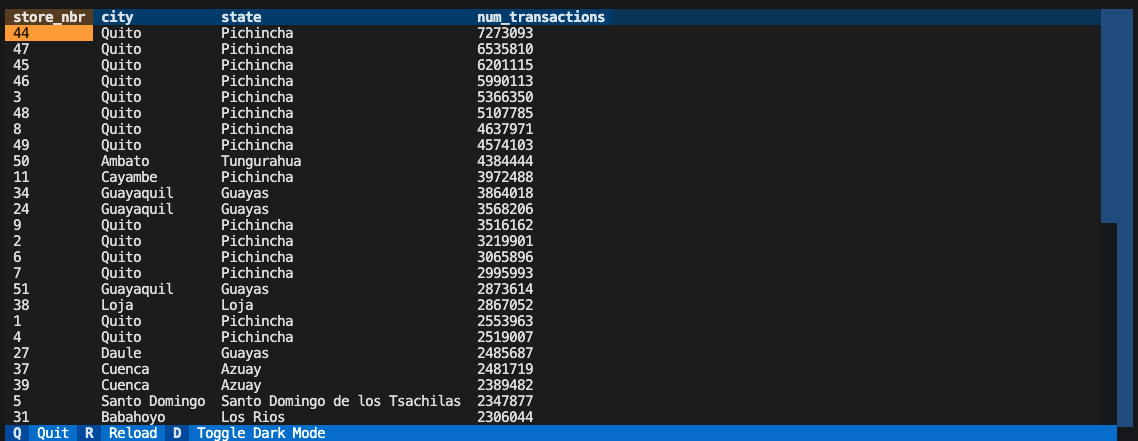 store_nbr city state num_transactions
44 Quito Pichincha 7273093
47 Quito Pichincha 6535810
45 Quito Pichincha 6201115
46 Quito Pichincha 5990113
3 Quito Pichincha 5366350
48 Quito Pichincha 5107785
8 Quito Pichincha 4637971
49 Quito Pichincha 4574103
50 Ambato Tungurahua 4384444
11 Cayambe Pichincha 3972488
34 Guayaquil Guayas 3864018
24 Guayaquil Guayas 3568206
9 Quito Pichincha 3516162
2 Quito Pichincha 3219901
6 Quito Pichincha 3065896
7 Quito Pichincha 2995993
51 Guayaquil Guayas 2873614
38 Loja Loja 2867052
1 Quito Pichincha 2553963
4 Quito Pichincha 2519007
27 Daule Guayas 2485687
37 Cuenca Azuay 2481719
39 Cuenca Azuay 2389482
5 Santo Domingo Santo Domingo de los Tsachilas 2347877
31 Babahoyo Los Rios 2306044
Q Quit R Reload D Toggle Dark Mode